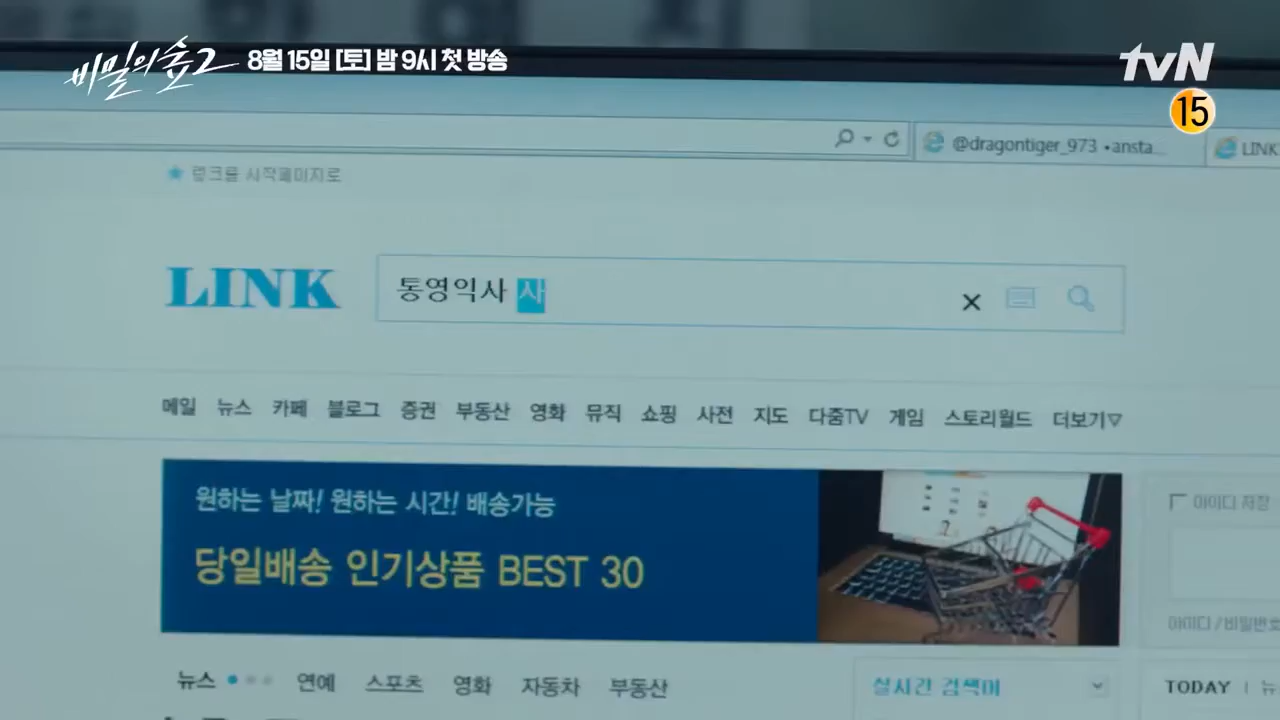 비밀의 숲 2 8월 15일 [토] 밤 9시 첫 방송
tvN
15
@dragontiger_973 •ansta...
LINK
링크를 시작페이지로
LINK
통영익사 사
메일 뉴스 카페 블로그 증권 부동산 영화 뮤직 쇼핑 사전 지도 다줌TV 게임 스토리월드 더보기▽
원하는 날짜! 원하는 시간! 배송가능
당일배송 인기상품 BEST 30
아이디 저장
아이디 / 비밀번호
뉴스 연예 스포츠 영화 자동차 부동산
실시간 검색어
TODAY | 뉴